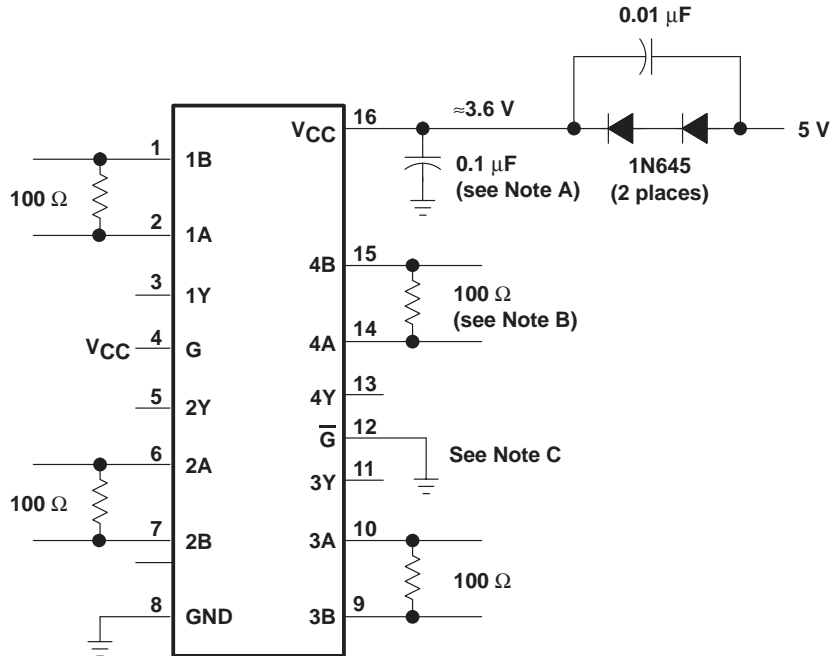 0.01 μF
≈3.6 V
5 V
1N645
(2 places)
16
VCC
0.1 μF
(see Note A)
1
1B
100 Ω
2
1A
3
1Y
VCC
4
G
5
2Y
6
2A
100 Ω
7
2B
8
GND
15
4B
100 Ω
(see Note B)
14
4A
13
4Y
12
G̅
See Note C
11
3Y
10
3A
100 Ω
9
3B